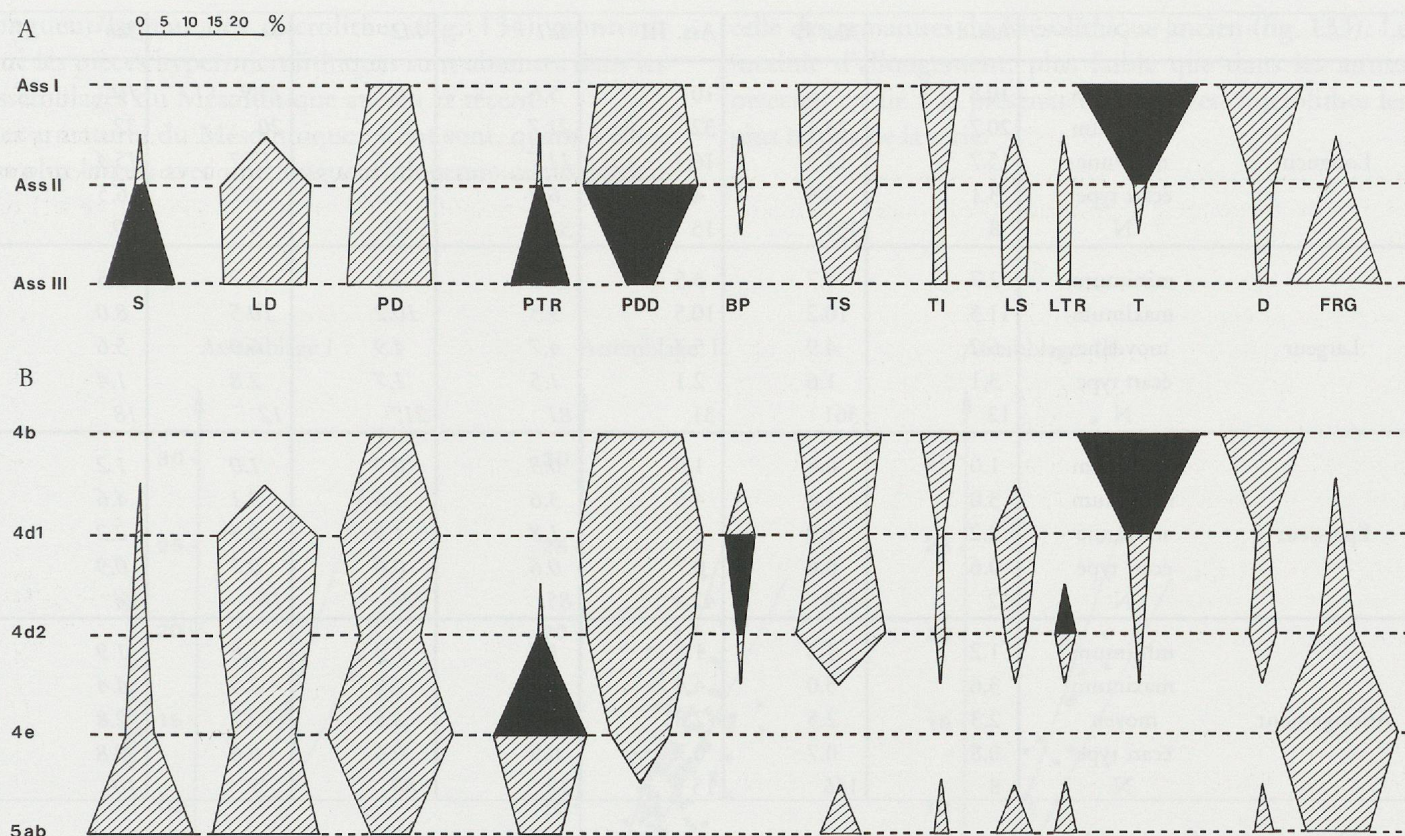 A
0 5 10 15 20 %
Ass I
Ass II
Ass III
S LD PD PTR PDD BP TS TI LS LTR T D FRG
B
4b
4d1
4d2
4e
5ab